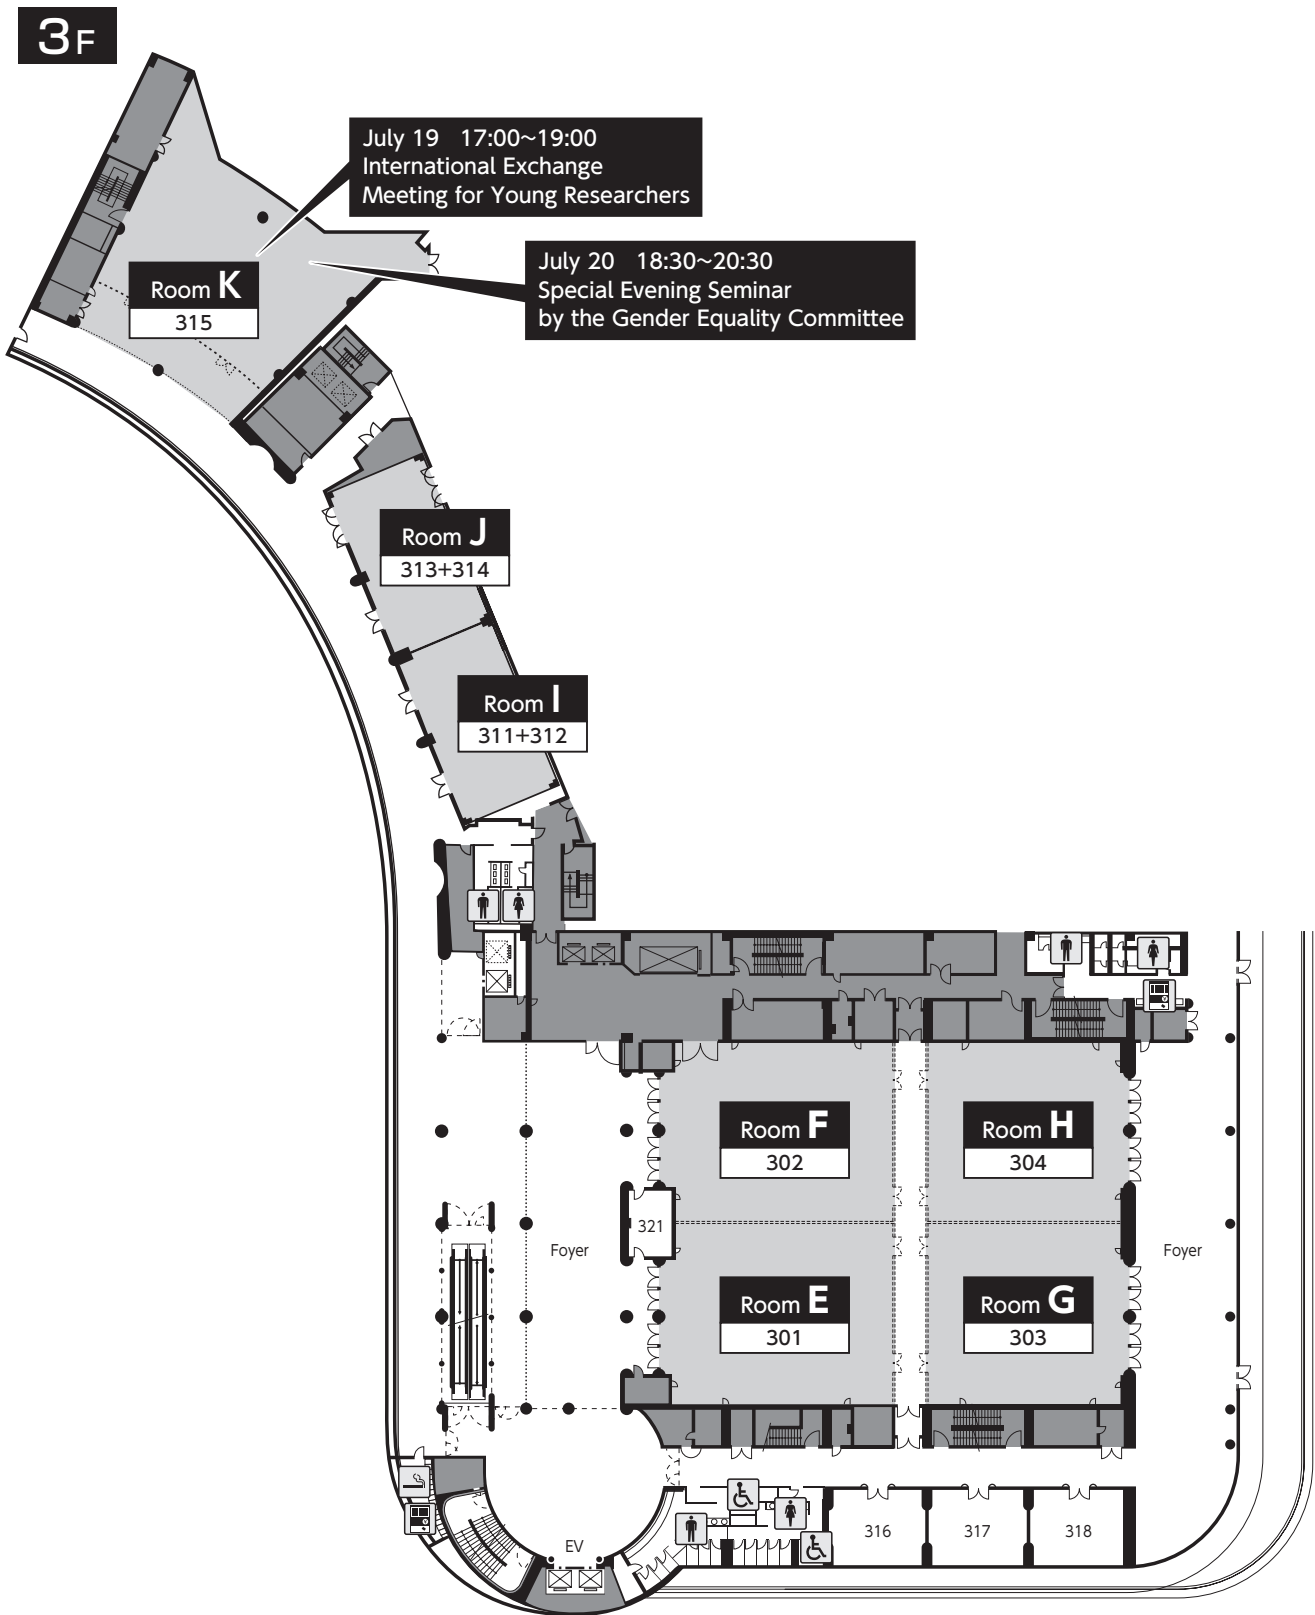 3F
July 19 17:00~19:00
International Exchange
Meeting for Young Researchers
July 20 18:30~20:30
Special Evening Seminar
by the Gender Equality Committee
Room K
315
Room J
313+314
Room I
311+312
Room F
302
Room H
304
321
Foyer
Foyer
Room E
301
Room G
303
316
317
318
EV